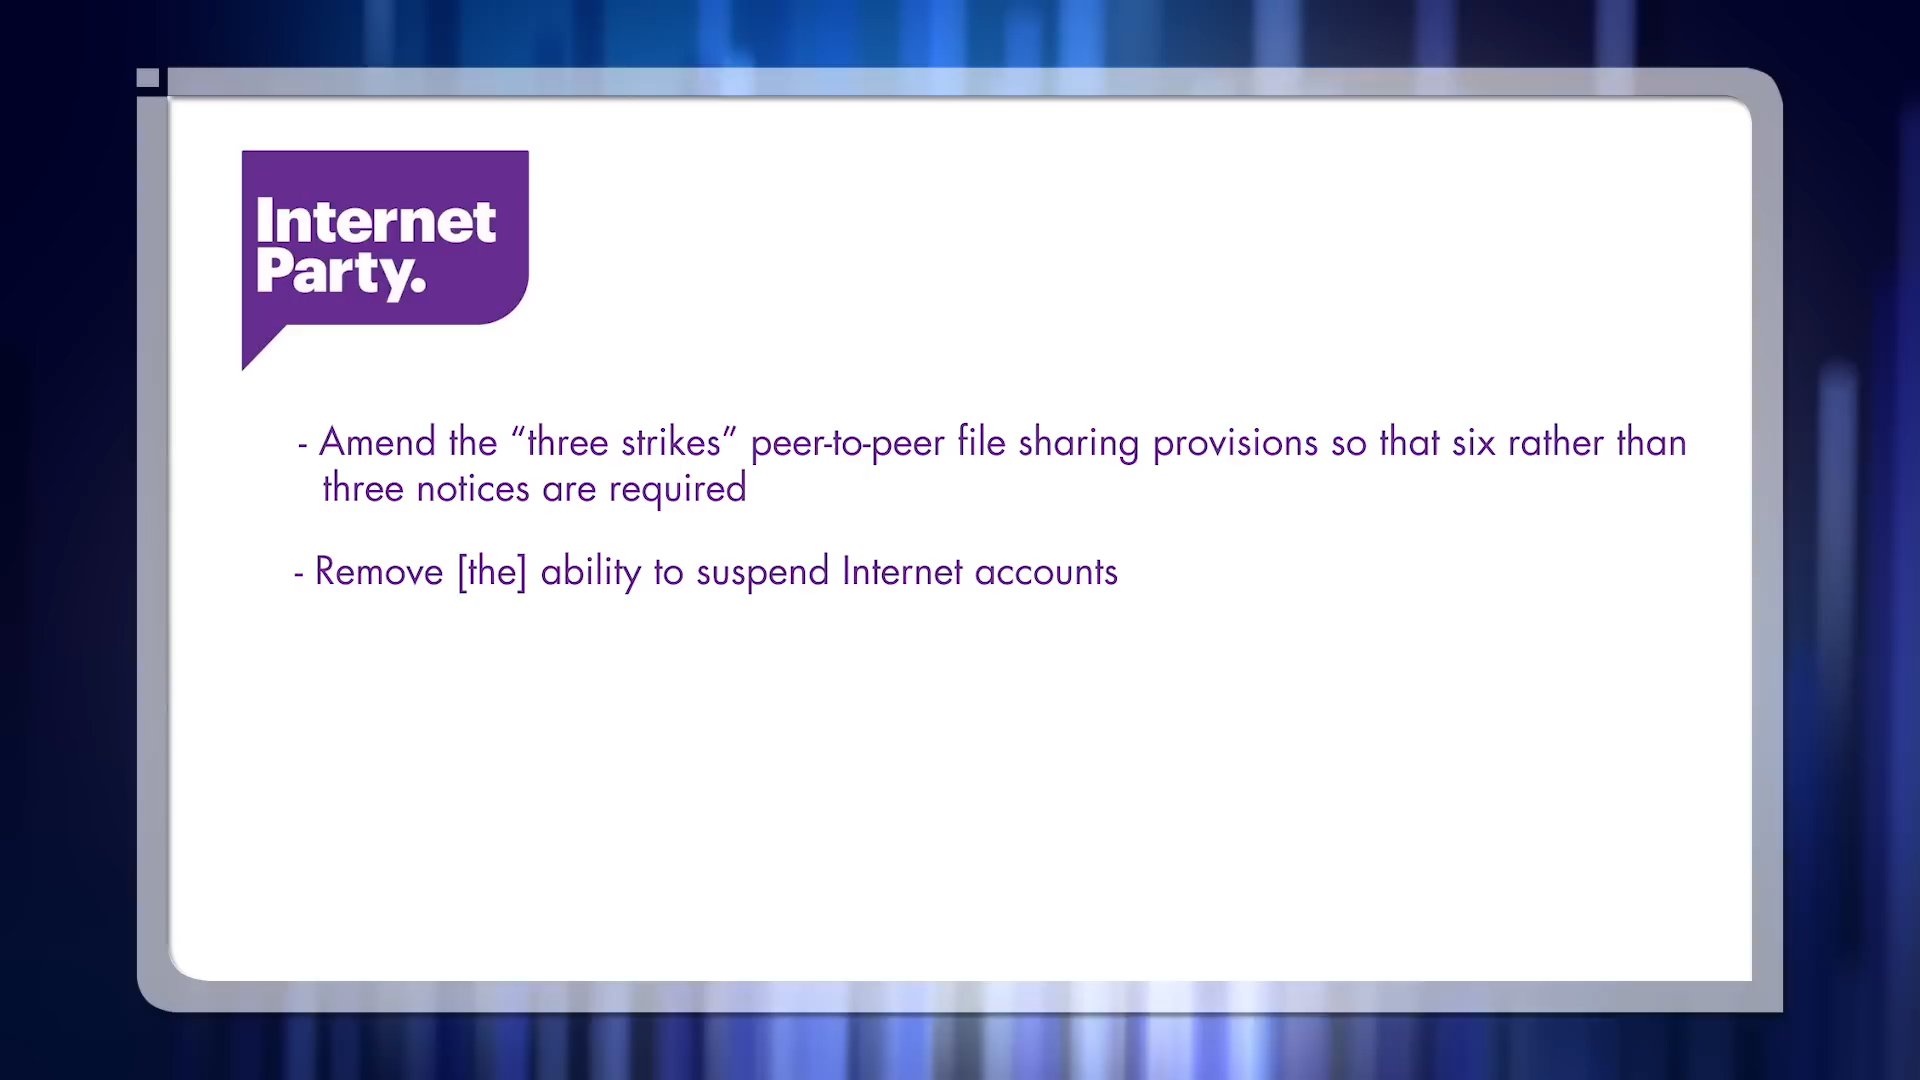 Internet
Party.
- Amend the “three strikes” peer-to-peer file sharing provisions so that six rather than
three notices are required
- Remove [the] ability to suspend Internet accounts